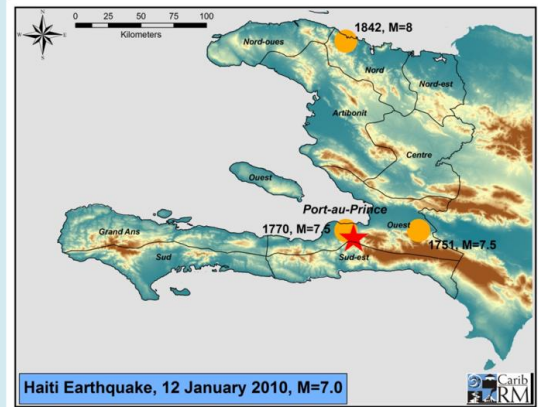 N
W
E
S
0 25 50 75 100
Kilometers
1842, M=8
Nord-oues
Nord
Nord-est
Artibonit
Centre
Ouest
Port-au-Prince
1770, M=7.5
Ouest
1751, M=7.5
Grand Ans
Sud
Sud-est
Haiti Earthquake, 12 January 2010, M=7.0
Carib
RM